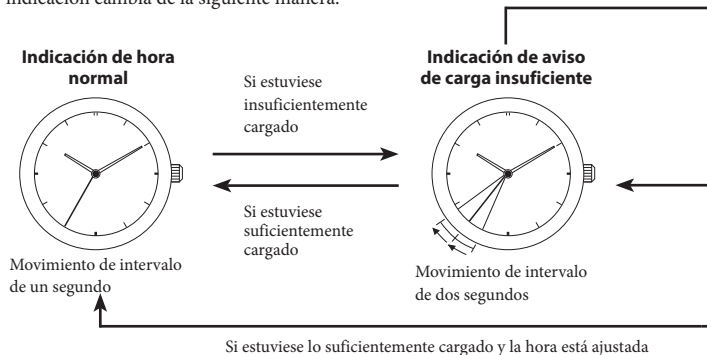 indicación cambia de la siguiente manera.
Indicación de hora
normal
Si estuviese
insuficientemente
cargado
Si estuviese
suficientemente
cargado
Movimiento de intervalo
de un segundo
Indicación de aviso
de carga insuficiente
Movimiento de intervalo
de dos segundos
Si estuviese lo suficientemente cargado y la hora está ajustada